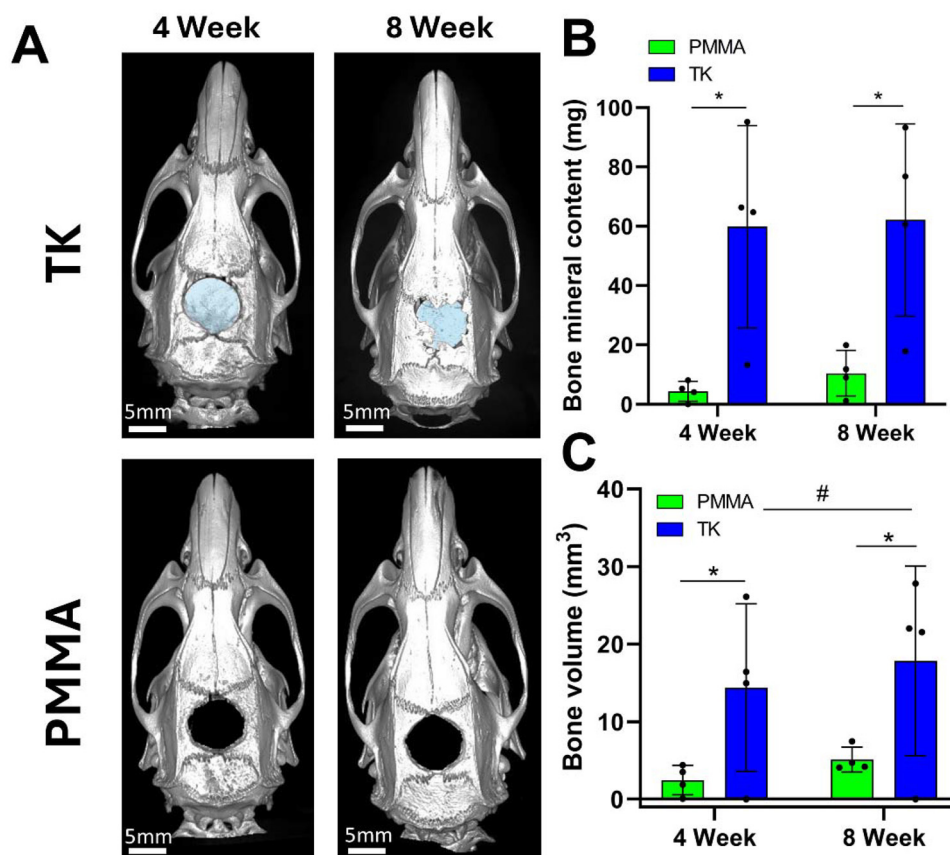 A
4 Week
8 Week
TK
5mm
5mm
PMMA
5mm
5mm
B
PMMA
TK
Bone mineral content (mg)
100
80
60
40
20
0
*
*
4 Week
8 Week
C
PMMA
TK
Bone volume (mm³)
40
30
20
10
0
#
*
*
4 Week
8 Week